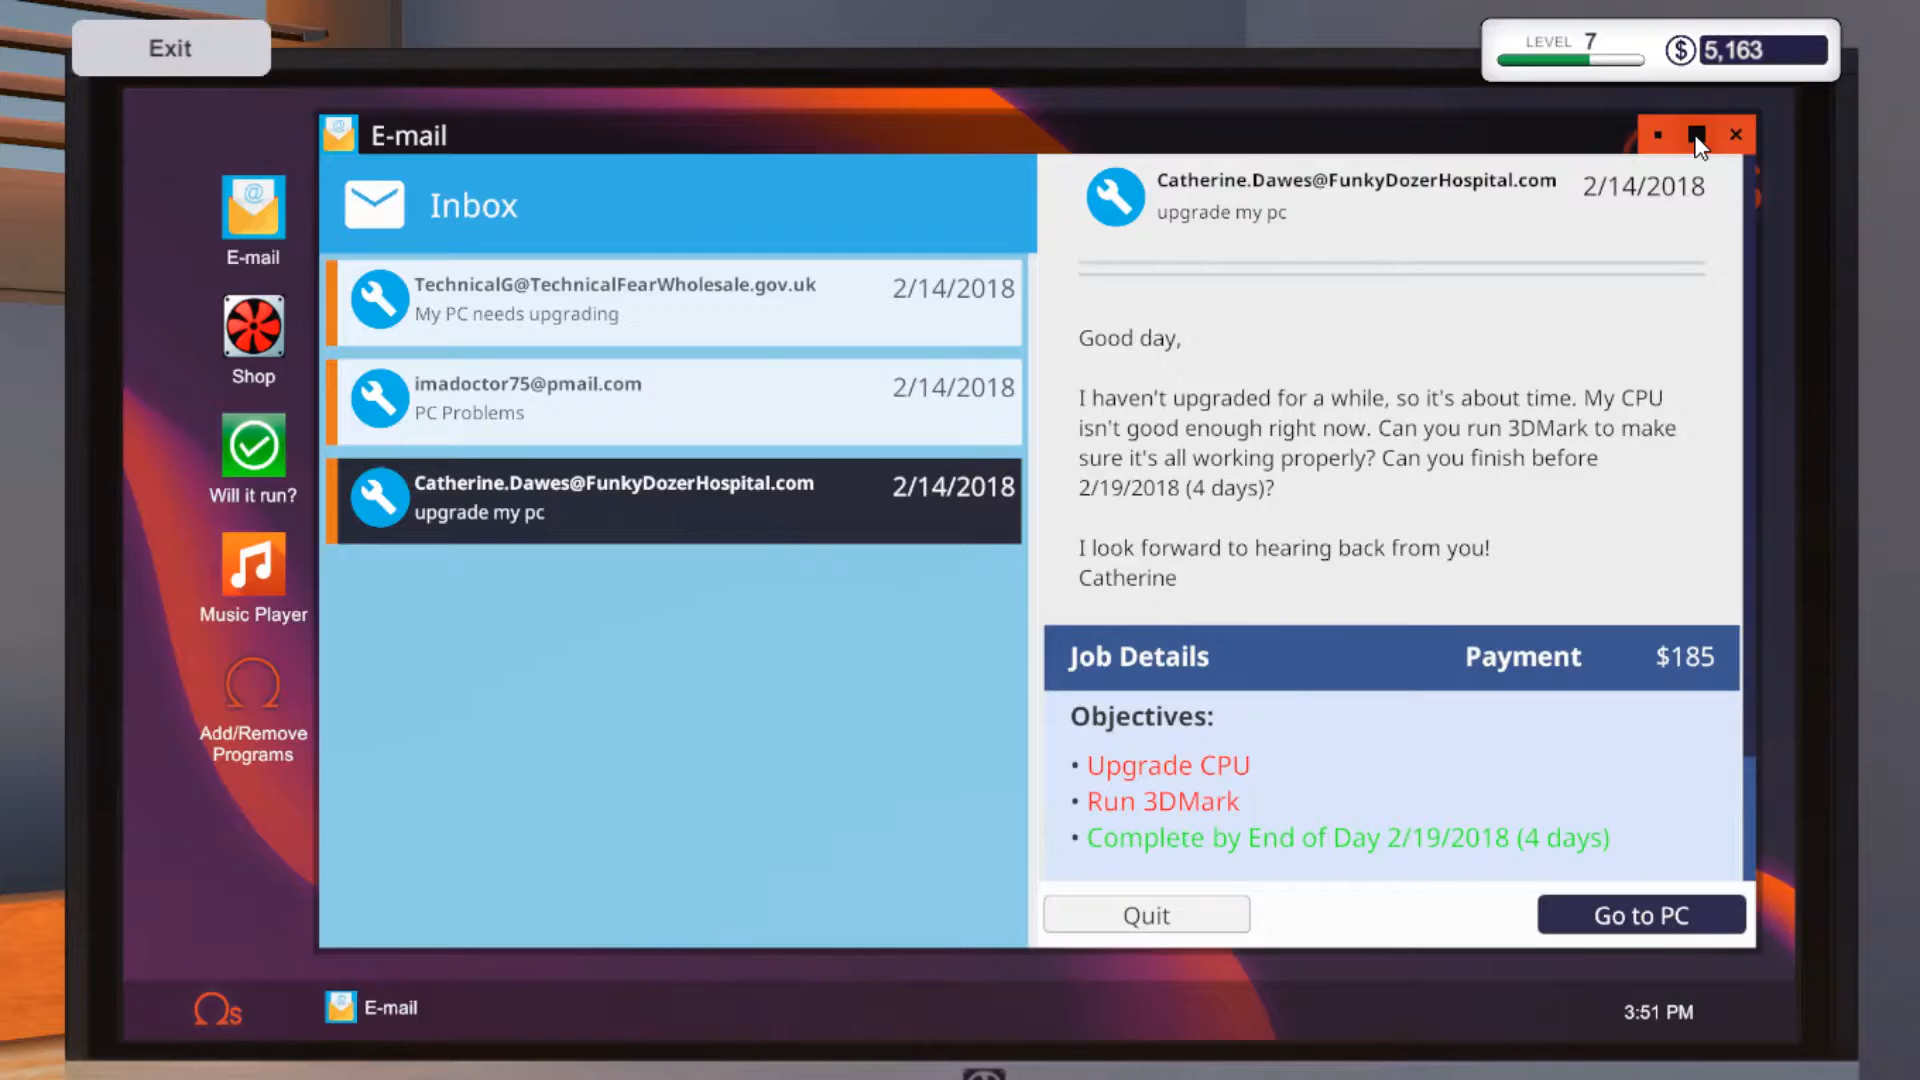 Exit
LEVEL 7
$ 5,163
E-mail
E-mail
Shop
Will it run?
Music Player
Add/Remove
Programs
Inbox
TechnicalG@TechnicalFearWholesale.gov.uk
2/14/2018
My PC needs upgrading
imadoctor75@pmail.com
2/14/2018
PC Problems
Catherine.Dawes@FunkyDozerHospital.com
2/14/2018
upgrade my pc
Catherine.Dawes@FunkyDozerHospital.com
2/14/2018
upgrade my pc
Good day,
I haven't upgraded for a while, so it's about time. My CPU
isn't good enough right now. Can you run 3DMark to make
sure it's all working properly? Can you finish before
2/19/2018 (4 days)?
I look forward to hearing back from you!
Catherine
Job Details Payment $185
Objectives:
• Upgrade CPU
• Run 3DMark
• Complete by End of Day 2/19/2018 (4 days)
Quit
Go to PC
Ωs
E-mail
3:51 PM